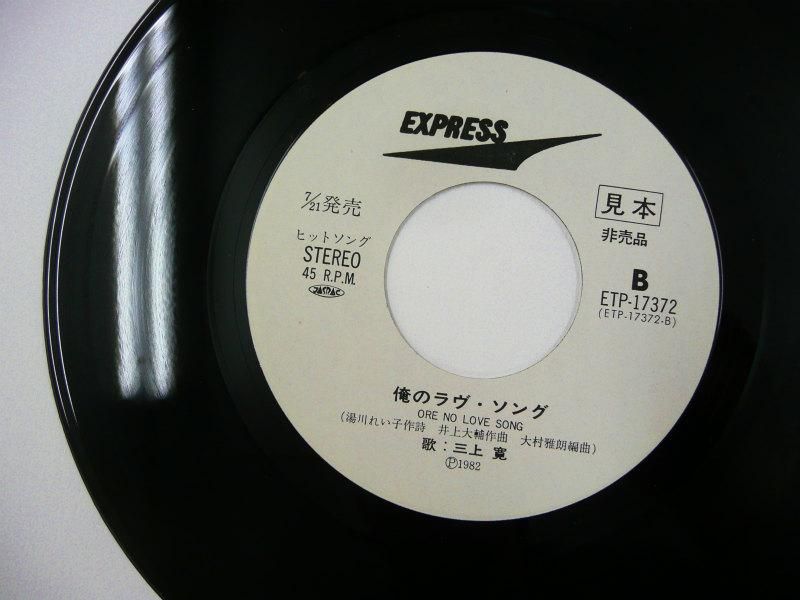 EXPRESS
7/21発売
見本
非売品
ヒットソング
STEREO
45 R.P.M.
JASRAC
B
ETP-17372
(ETP-17372-B)
俺のラヴ・ソング
ORE NO LOVE SONG
(湯川れい子作詩 井上大輔作曲 大村雅朗編曲)
歌:三上 寛
Ⓟ1982